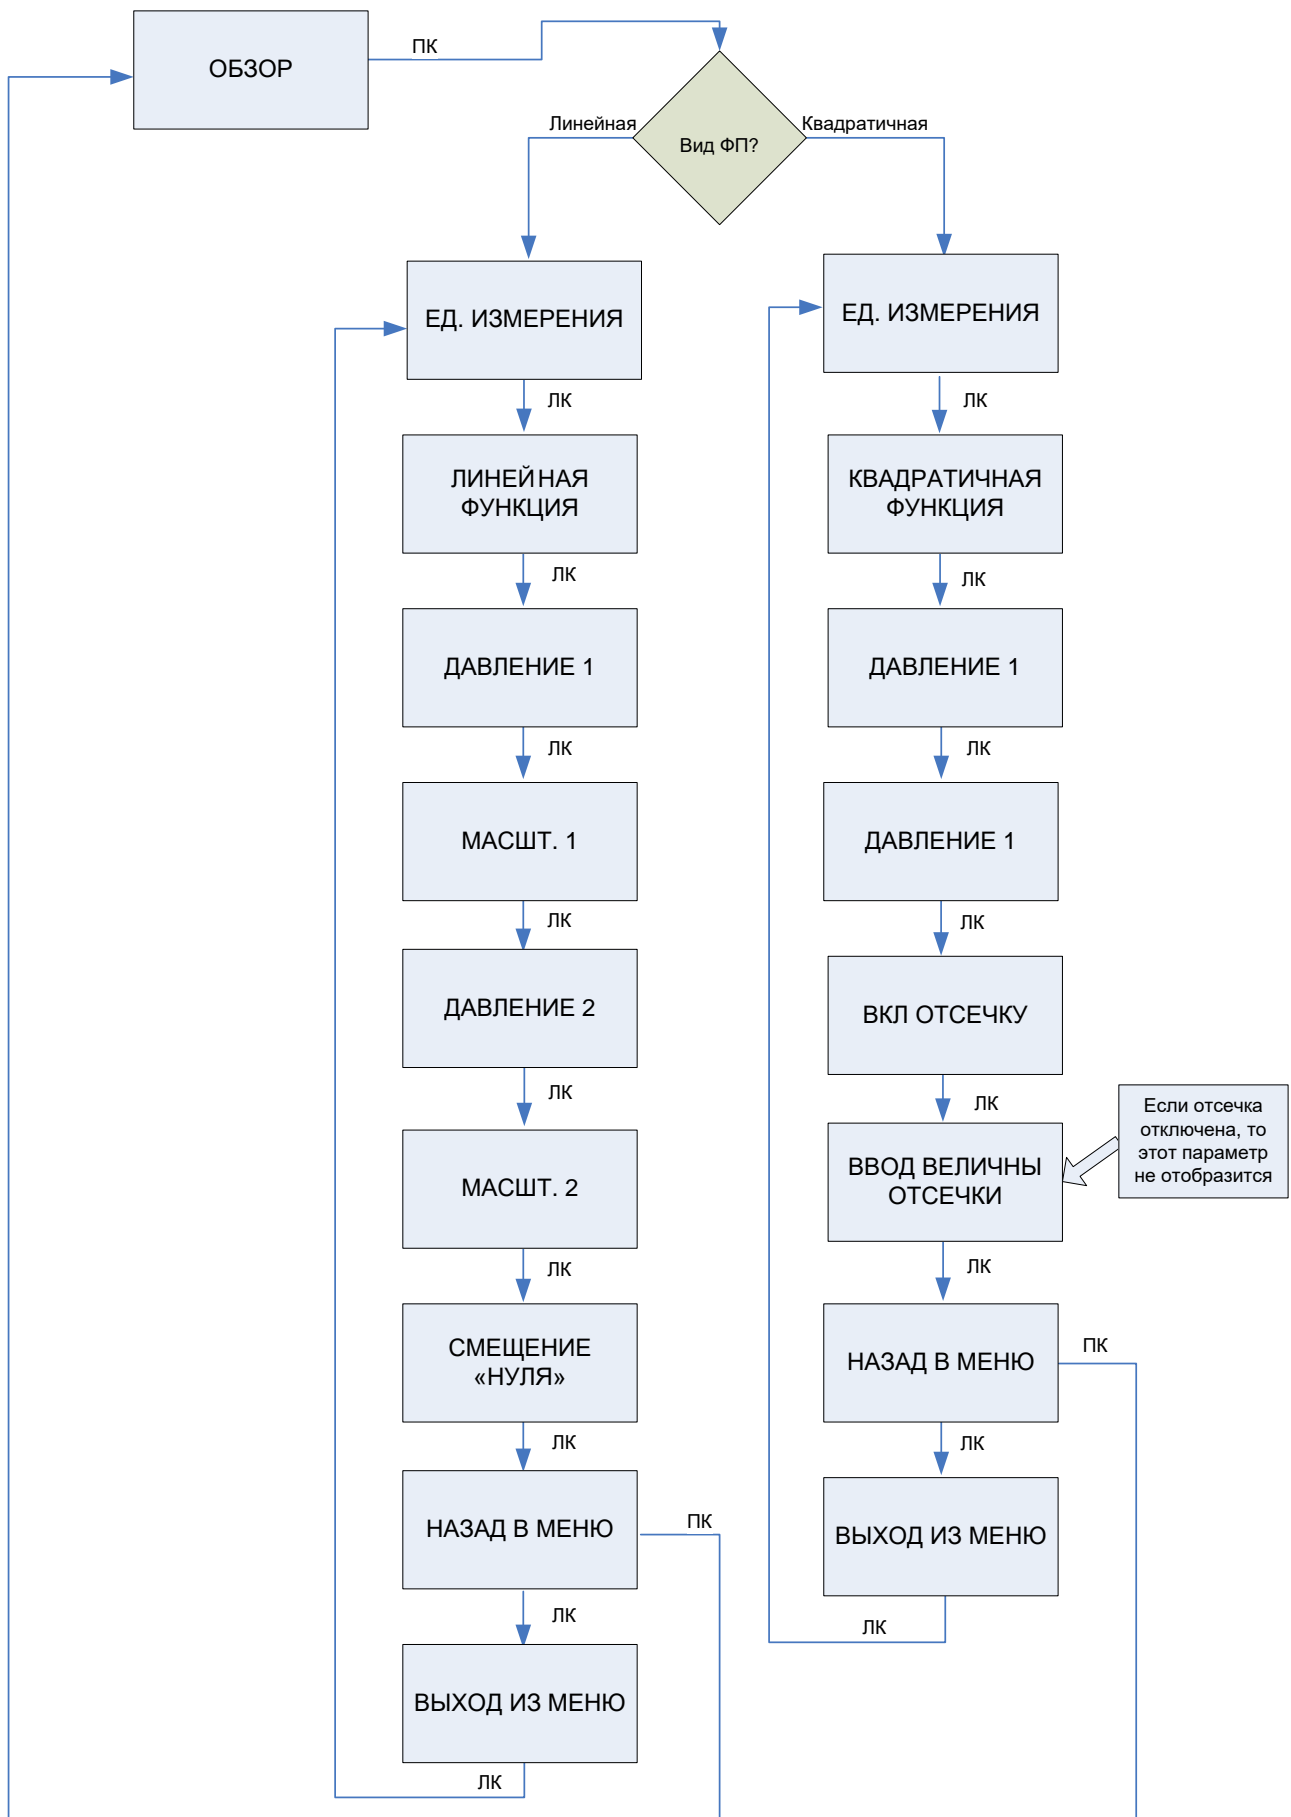 ОБЗОР
ПК
Вид ФП?
Линейная
Квадратичная
ЕД. ИЗМЕРЕНИЯ
ЛК
ЛИНЕЙНАЯ
ФУНКЦИЯ
ЛК
ДАВЛЕНИЕ 1
ЛК
МАСШТ. 1
ЛК
ДАВЛЕНИЕ 2
ЛК
МАСШТ. 2
ЛК
СМЕЩЕНИЕ
«НУЛЯ»
ЛК
НАЗАД В МЕНЮ
ПК
ЛК
ВЫХОД ИЗ МЕНЮ
ЛК
ЕД. ИЗМЕРЕНИЯ
ЛК
КВАДРАТИЧНАЯ
ФУНКЦИЯ
ЛК
ДАВЛЕНИЕ 1
ЛК
ДАВЛЕНИЕ 1
ЛК
ВКЛ ОТСЕЧКУ
ЛК
ВВОД ВЕЛИЧНЫ
ОТСЕЧКИ
Если отсечка
отключена, то
этот параметр
не отобразится
ЛК
НАЗАД В МЕНЮ
ПК
ЛК
ВЫХОД ИЗ МЕНЮ
ЛК